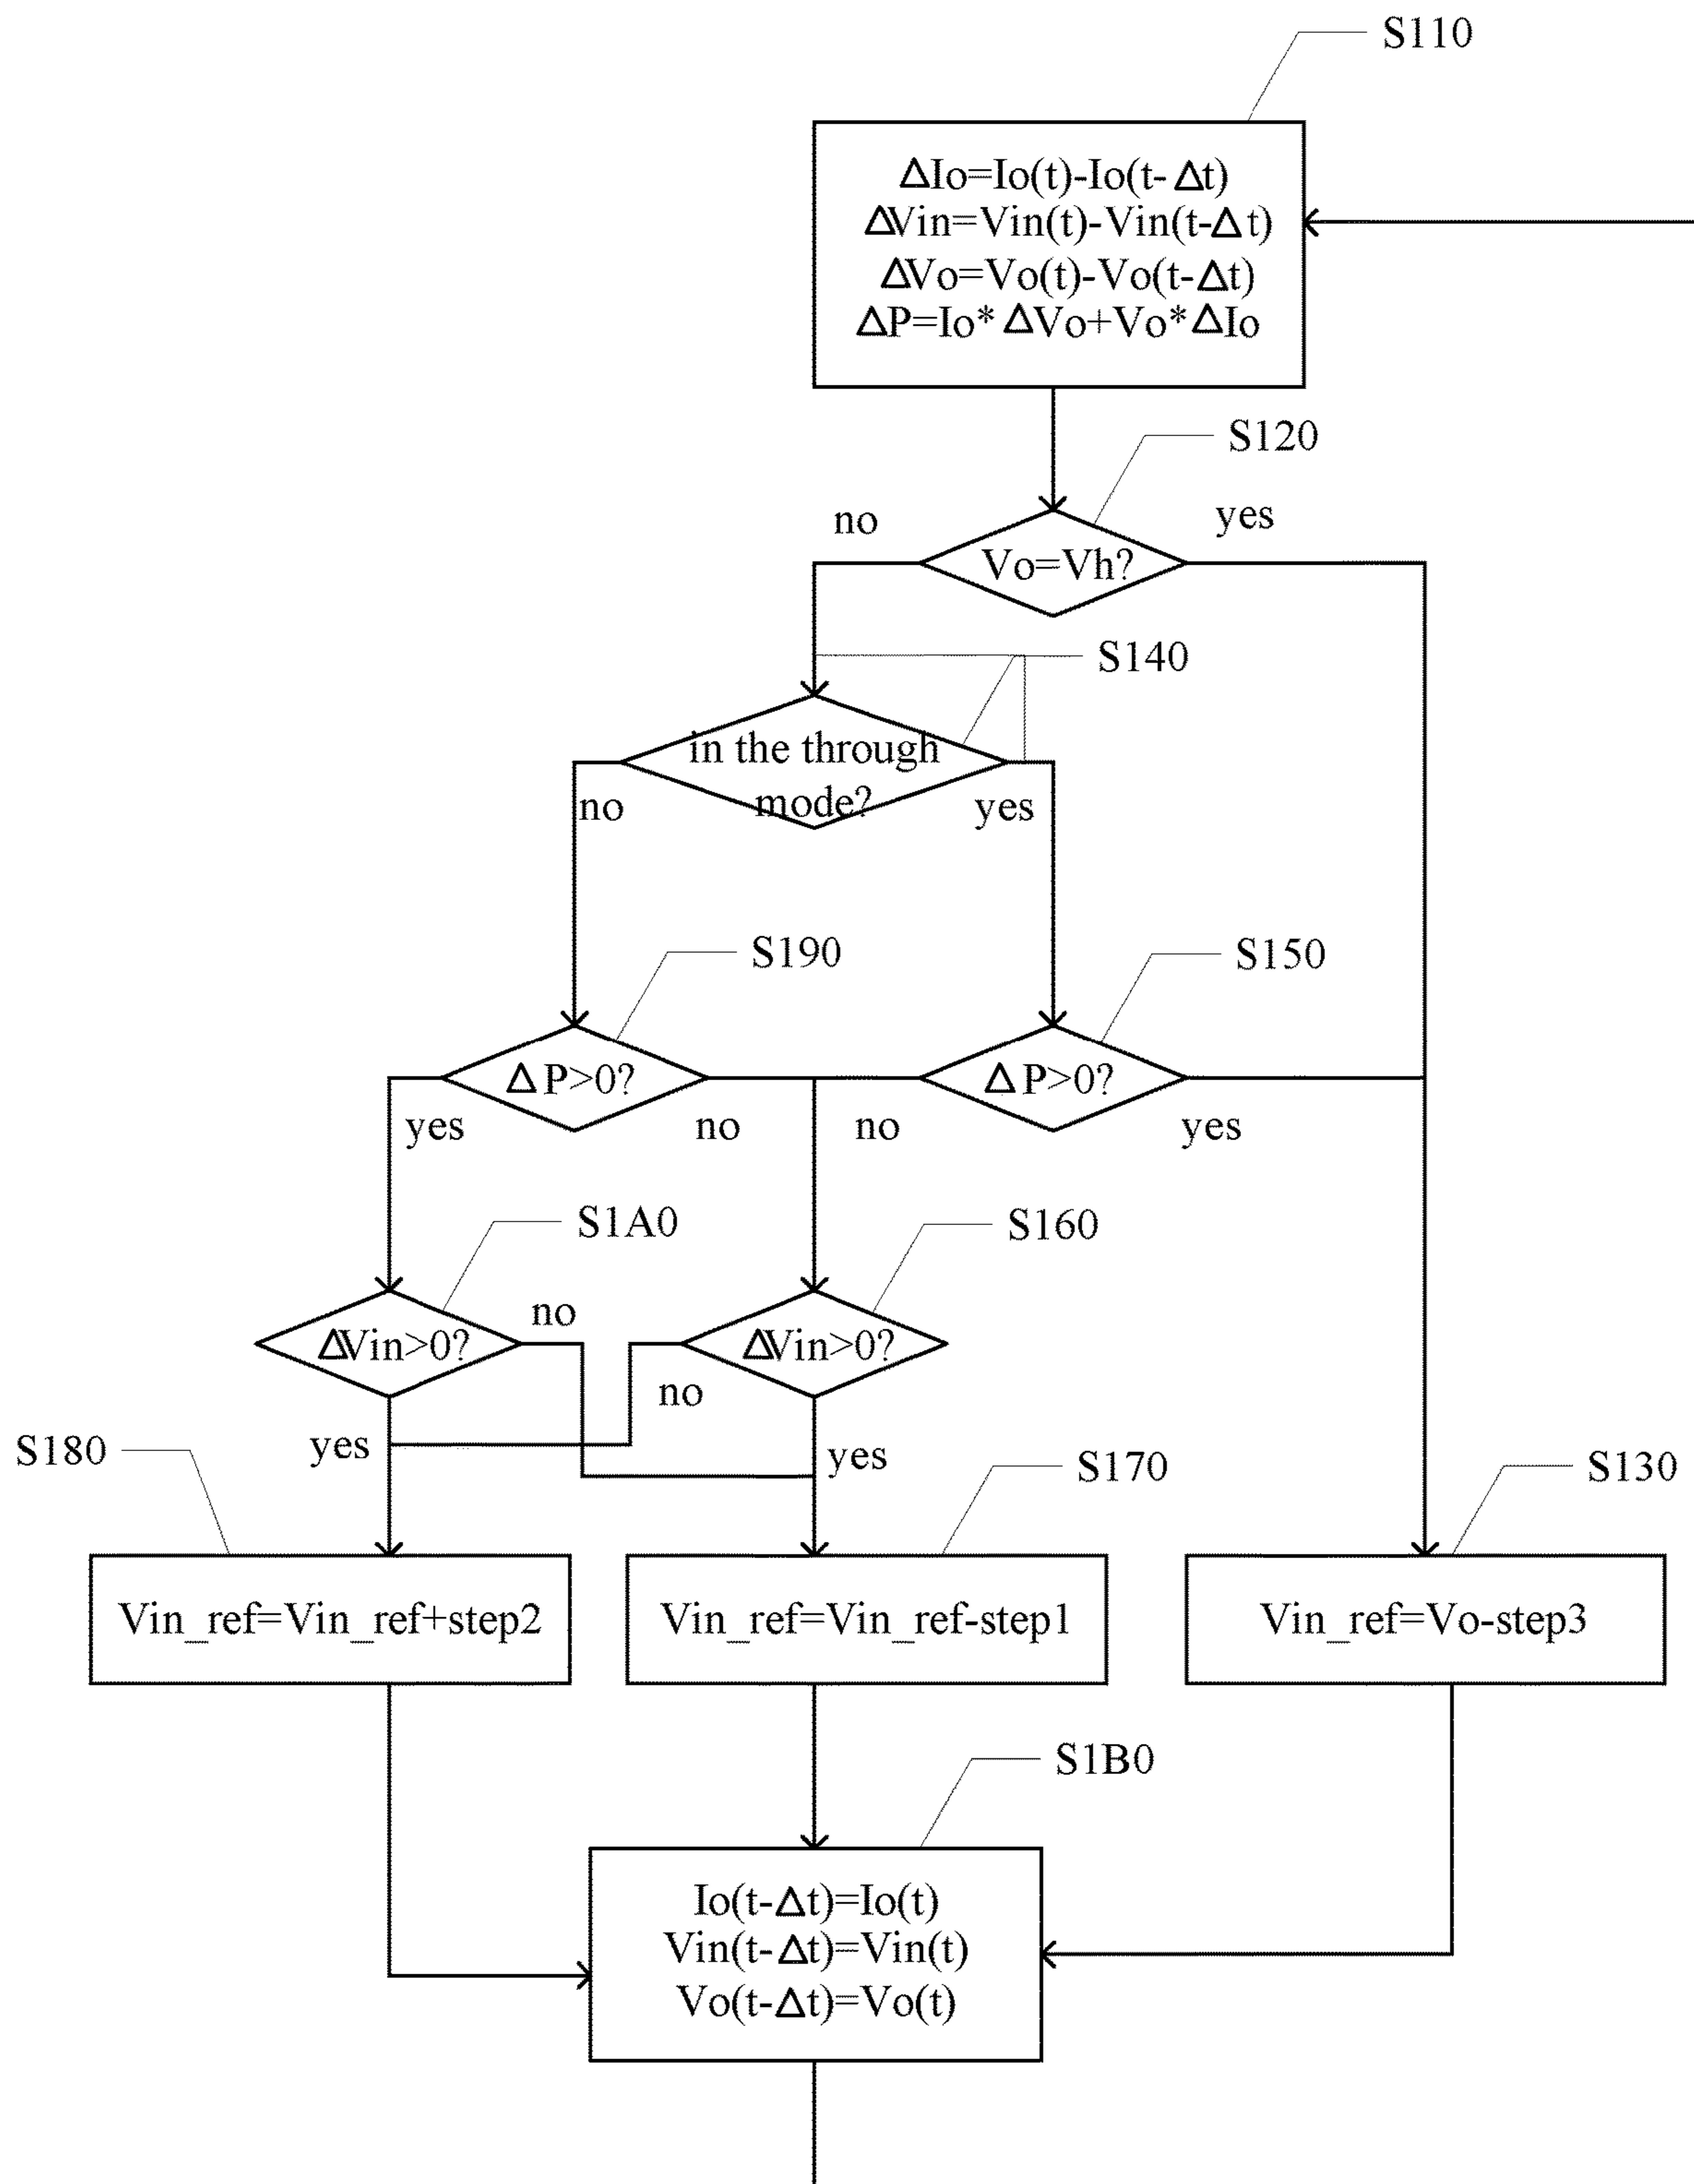 S110
ΔIo=Io(t)-Io(t-Δt)
ΔVin=Vin(t)-Vin(t-Δt)
ΔVo=Vo(t)-Vo(t-Δt)
ΔP=Io*ΔVo+Vo*ΔIo
S120
no
yes
Vo=Vh?
S140
in the through
mode?
no
yes
S190
S150
ΔP>0?
ΔP>0?
yes
no
no
yes
S1A0
S160
no
ΔVin>0?
ΔVin>0?
no
S180
yes
yes
S170
S130
Vin_ref=Vin_ref+step2
Vin_ref=Vin_ref-step1
Vin_ref=Vo-step3
S1B0
Io(t-Δt)=Io(t)
Vin(t-Δt)=Vin(t)
Vo(t-Δt)=Vo(t)